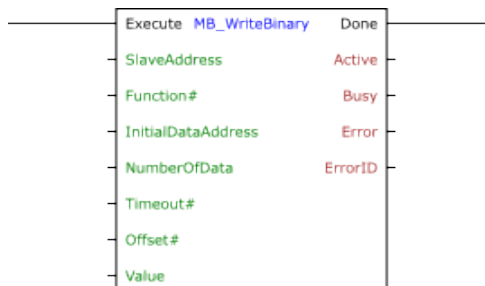 Execute MB_WriteBinary Done
SlaveAddress Active
Function# Busy
InitialDataAddress Error
NumberOfData ErrorID
Timeout#
Offset#
Value